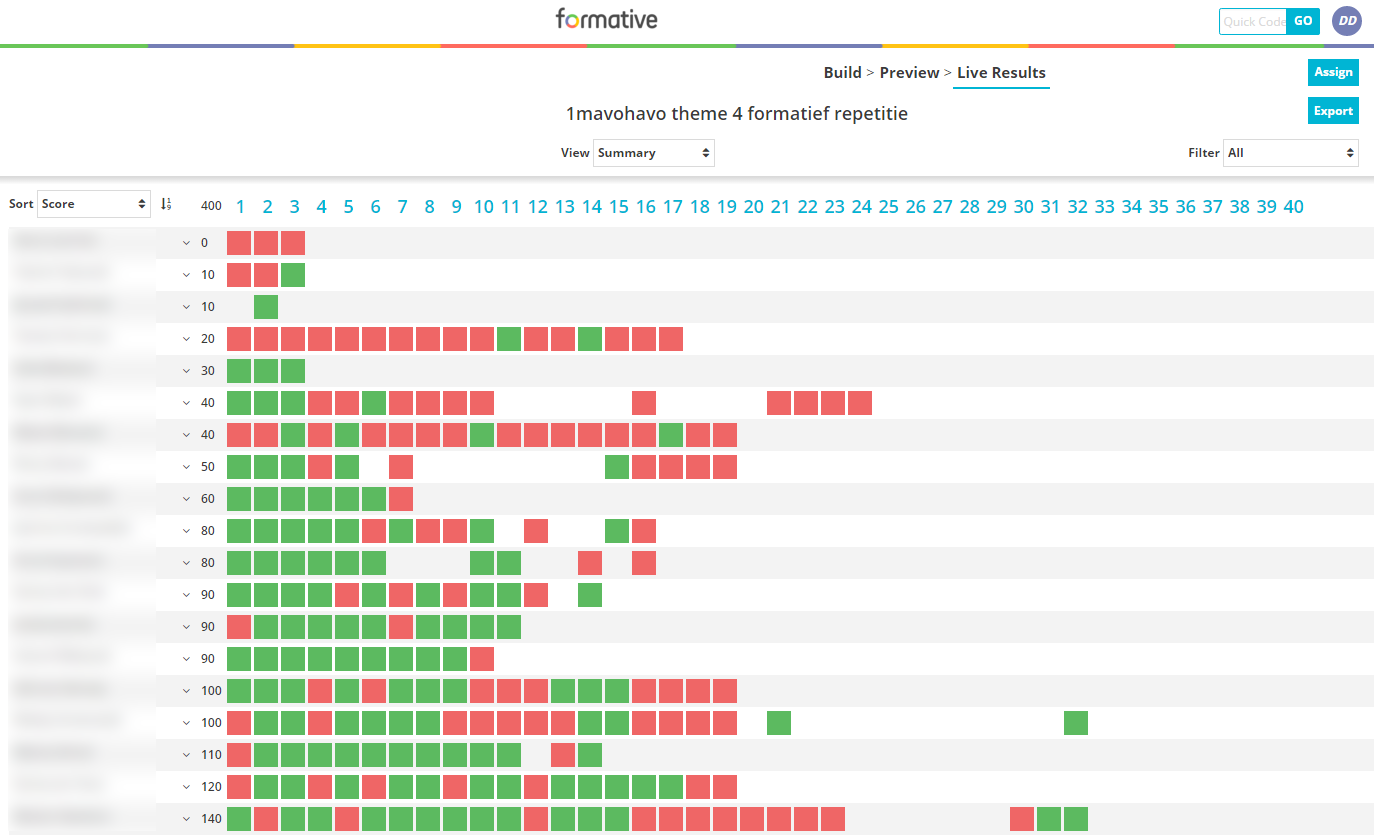 formative
Quick Code GO DD
Build > Preview > Live Results
Assign
1mavohavo theme 4 formatief repetitie
Export
View Summary
Filter All
Sort Score 400 1 2 3 4 5 6 7 8 9 10 11 12 13 14 15 16 17 18 19 20 21 22 23 24 25 26 27 28 29 30 31 32 33 34 35 36 37 38 39 40
0
10
10
20
30
40
40
50
60
80
80
90
90
90
100
100
110
120
140